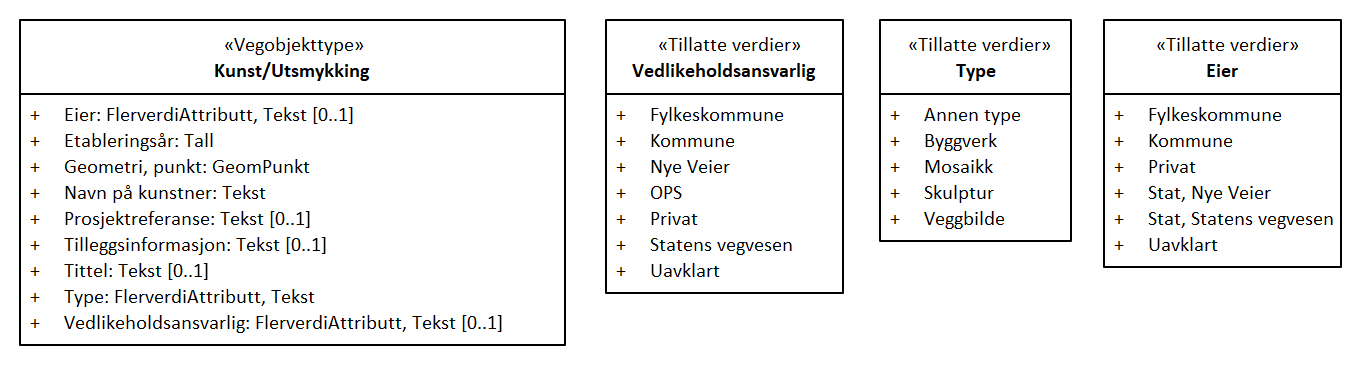 «Vegobjekttype»
Kunst/Utsmykking
+ Eier: FlerverdiAttributt, Tekst [0..1]
+ Etableringsår: Tall
+ Geometri, punkt: GeomPunkt
+ Navn på kunstner: Tekst
+ Prosjektreferanse: Tekst [0..1]
+ Tilleggsinformasjon: Tekst [0..1]
+ Tittel: Tekst [0..1]
+ Type: FlerverdiAttributt, Tekst
+ Vedlikeholdsansvarlig: FlerverdiAttributt, Tekst [0..1]
«Tillatte verdier»
Vedlikeholdsansvarlig
+ Fylkeskommune
+ Kommune
+ Nye Veier
+ OPS
+ Privat
+ Statens vegvesen
+ Uavklart
«Tillatte verdier»
Type
+ Annen type
+ Byggverk
+ Mosaikk
+ Skulptur
+ Veggbilde
«Tillatte verdier»
Eier
+ Fylkeskommune
+ Kommune
+ Privat
+ Stat, Nye Veier
+ Stat, Statens vegvesen
+ Uavklart